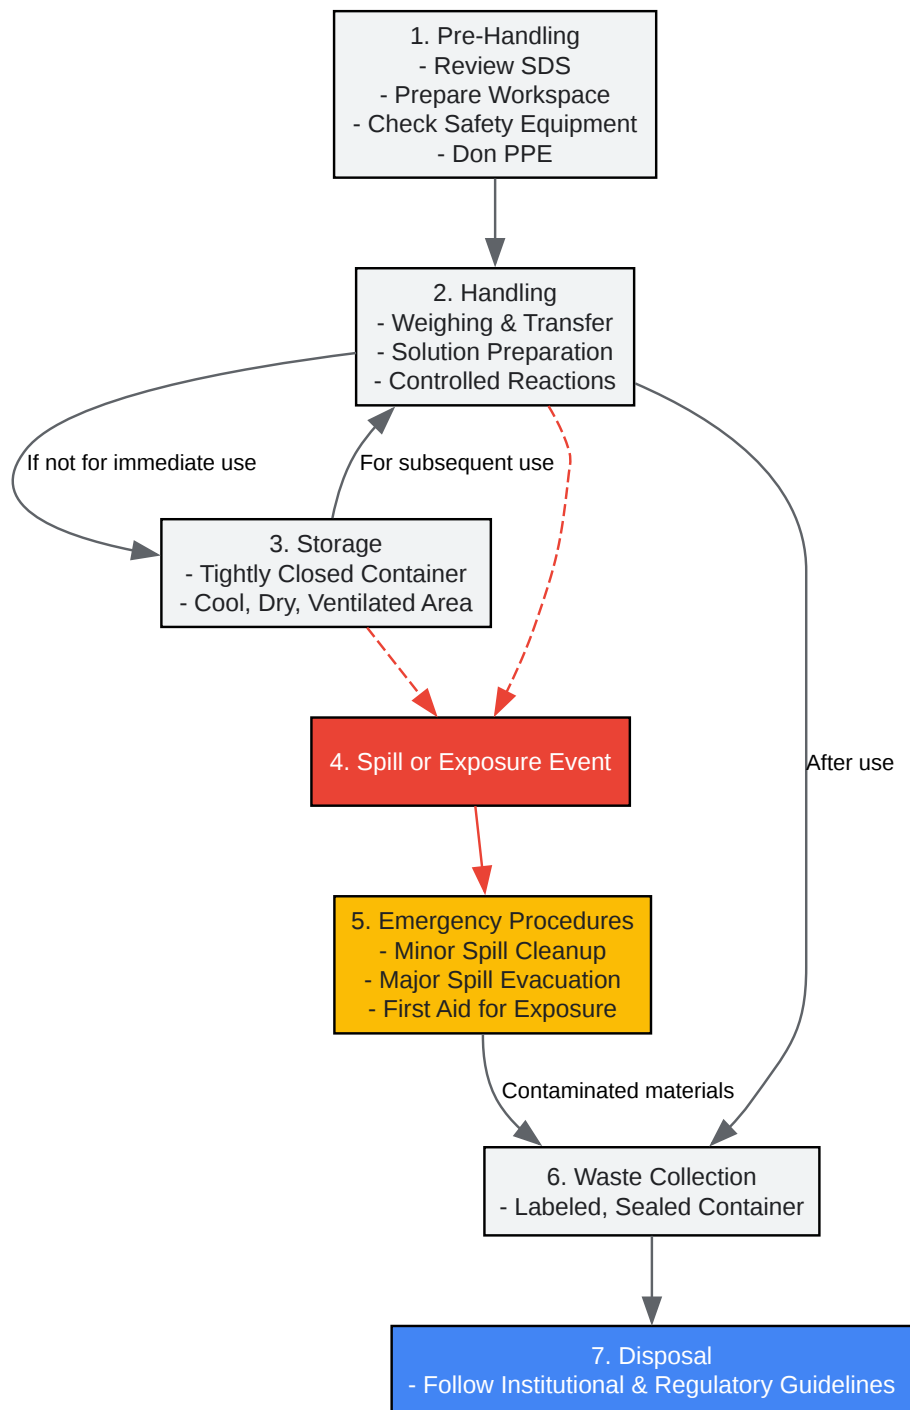 1. Pre-Handling
- Review SDS
- Prepare Workspace
- Check Safety Equipment
- Don PPE
2. Handling
- Weighing & Transfer
- Solution Preparation
- Controlled Reactions
If not for immediate use
For subsequent use
3. Storage
- Tightly Closed Container
- Cool, Dry, Ventilated Area
4. Spill or Exposure Event
After use
5. Emergency Procedures
- Minor Spill Cleanup
- Major Spill Evacuation
- First Aid for Exposure
Contaminated materials
6. Waste Collection
- Labeled, Sealed Container
7. Disposal
- Follow Institutional & Regulatory Guidelines